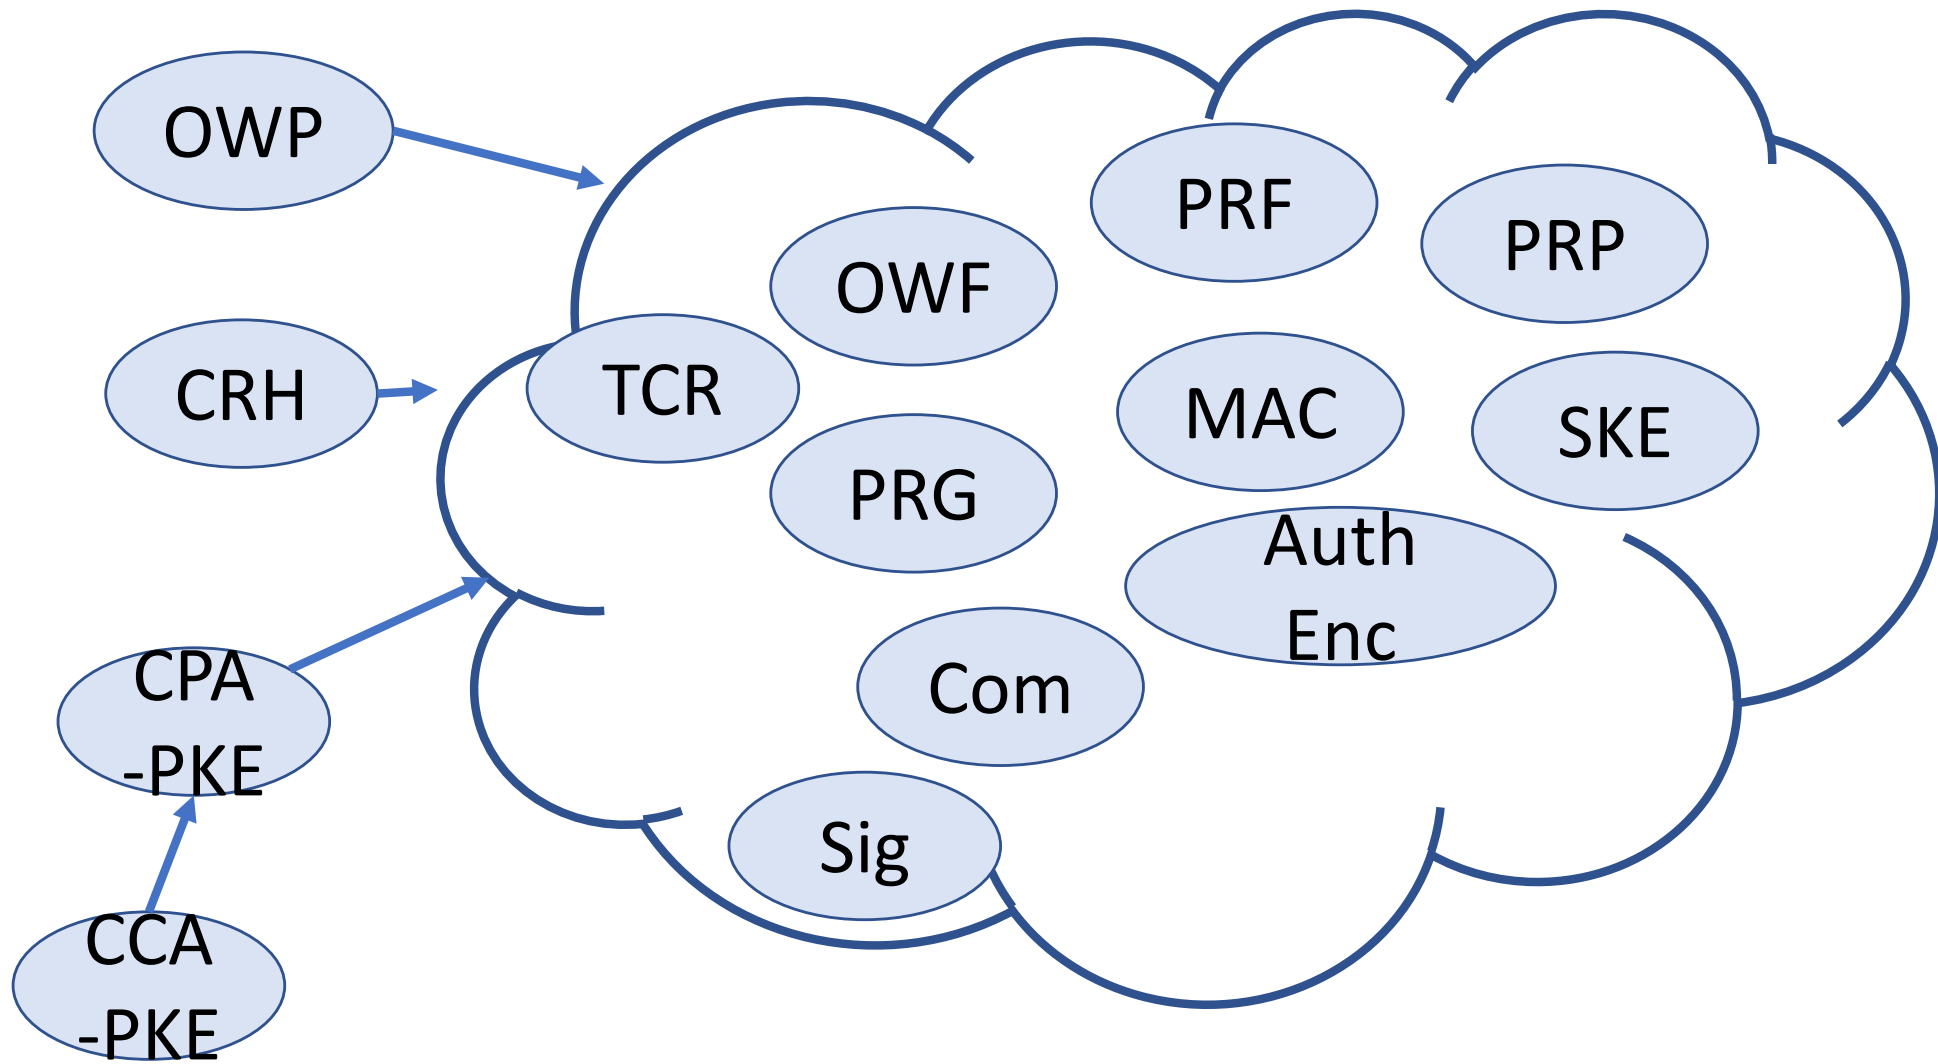 OWP
PRF
PRP
OWF
CRH
TCR
MAC
SKE
PRG
Auth
Enc
CPA
-PKE
Com
Sig
CCA
-PKE